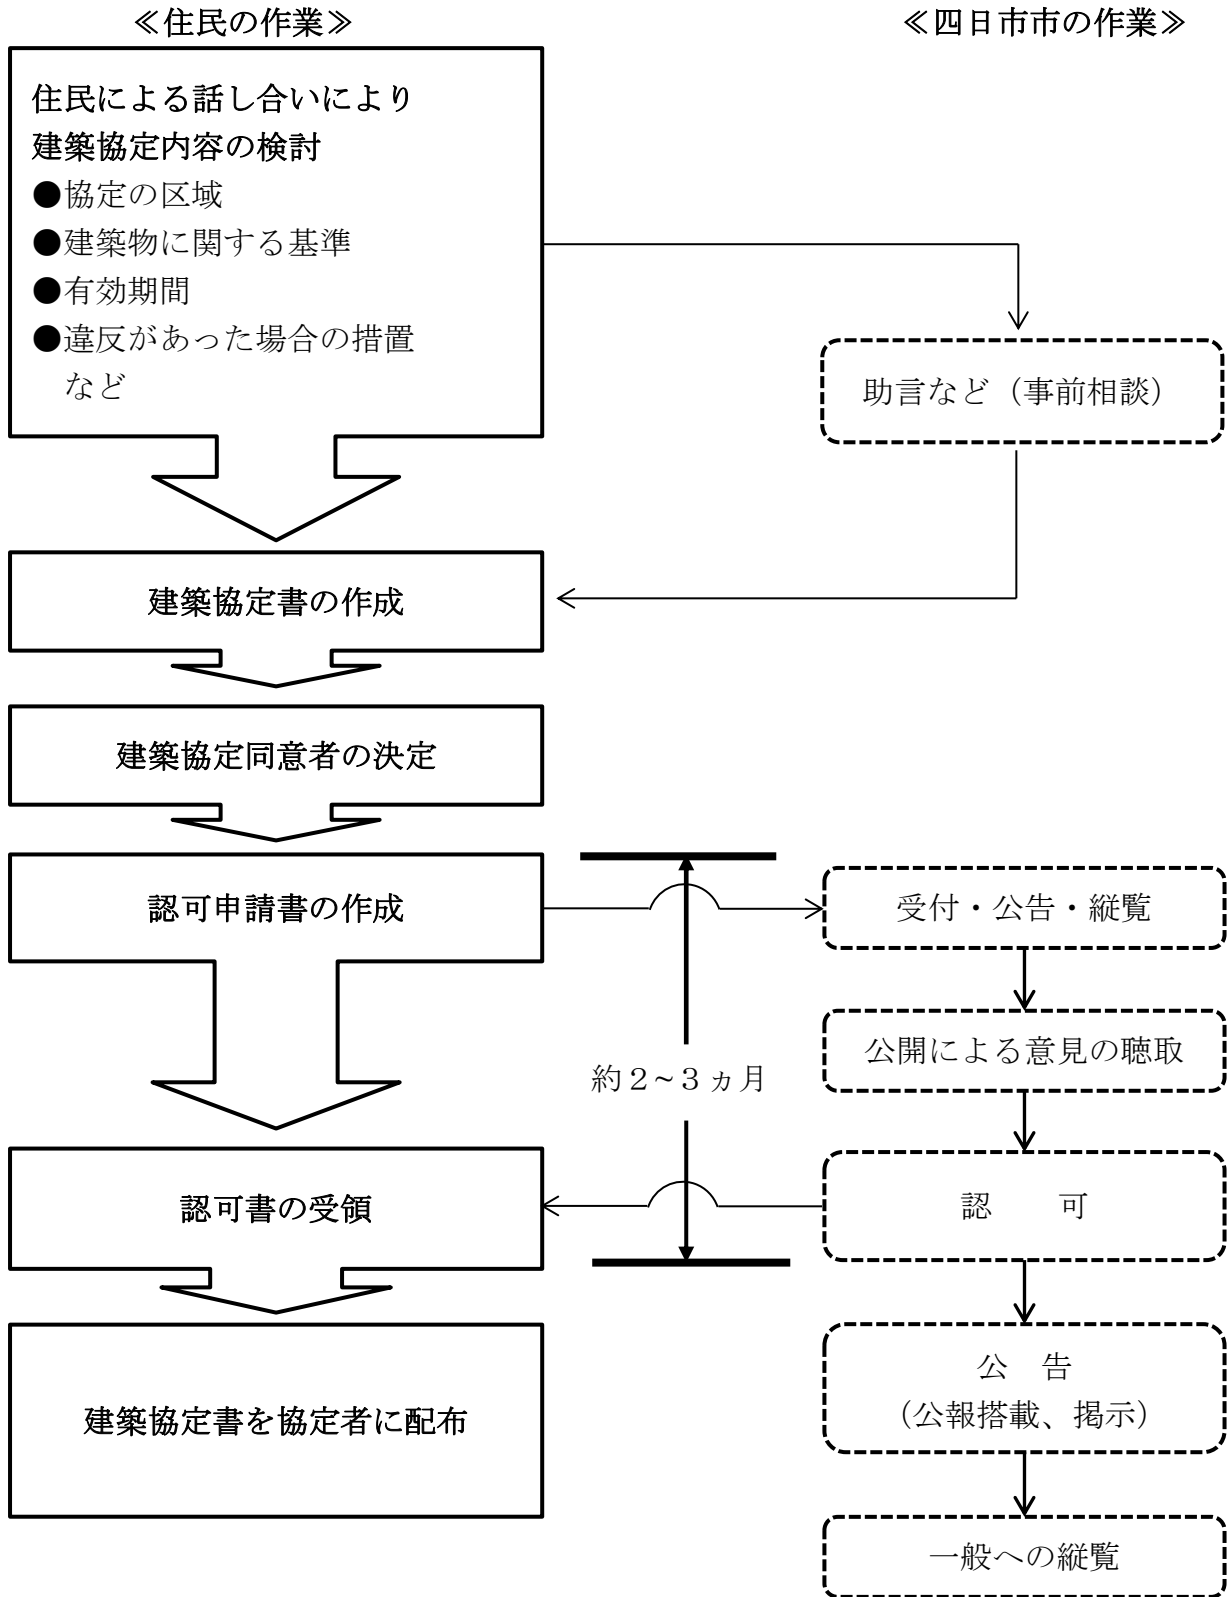 ≪住民の作業≫
≪四日市市の作業≫
住民による話し合いにより
建築協定内容の検討
●協定の区域
●建築物に関する基準
●有効期間
●違反があった場合の措置
など
助言など（事前相談）
建築協定書の作成
建築協定同意者の決定
認可申請書の作成
受付・公告・縦覧
公開による意見の聴取
約２~３ヵ月
認可書の受領
認　　可
公　告
（公報搭載、掲示）
建築協定書を協定者に配布
一般への縦覧